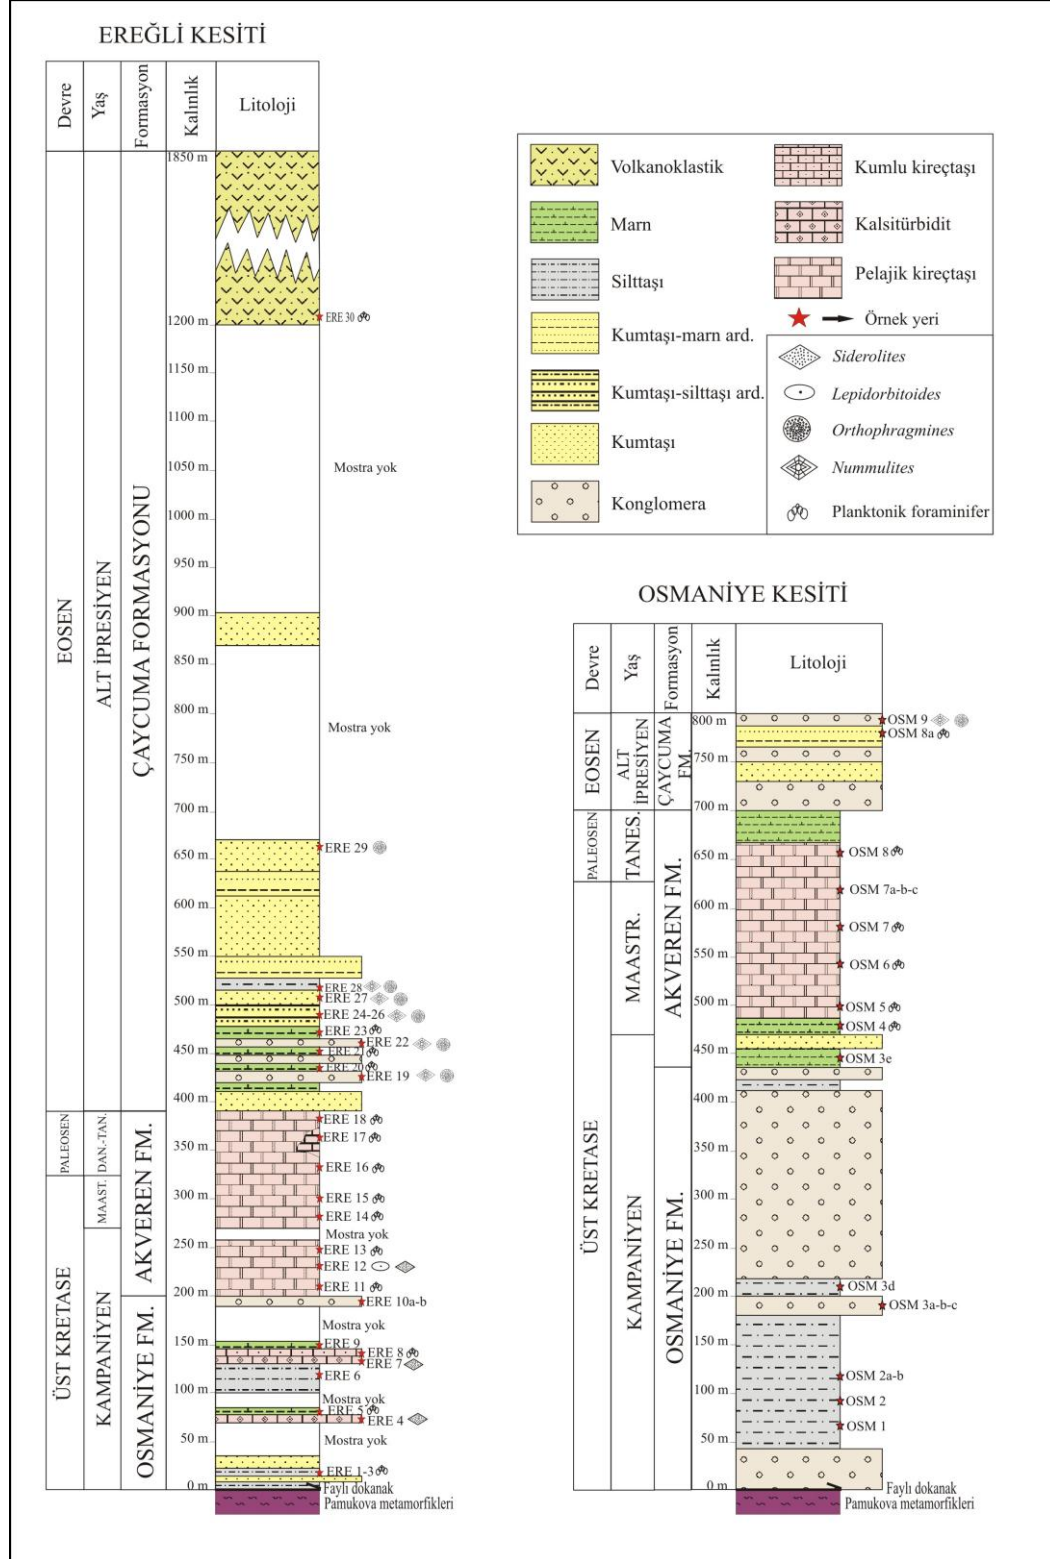 EREĞLİ KESİTİ
Devre
Yaş
Formasyon
Kalınlık
Litoloji
1850 m
1200 m
1150 m
1100 m
1050 m
1000 m
950 m
900 m
850 m
800 m
750 m
700 m
650 m
600 m
550 m
500 m
450 m
400 m
350 m
300 m
250 m
200 m
150 m
100 m
50 m
0 m
EOSEN
ALT İPRESİYEN
ÇAYCUMA FORMASYONU
PALEOSEN
DAN.-TAN.
MAAST.
AKVEREN FM.
ÜST KRETASE
KAMPANİYEN
OSMANİYE FM.
ERE 30
Mostra yok
Mostra yok
ERE 29
ERE 28
ERE 27
ERE 24-26
ERE 23
ERE 22
ERE 21
ERE 20
ERE 19
ERE 18
ERE 17
ERE 16
ERE 15
ERE 14
Mostra yok
ERE 13
ERE 12
ERE 11
ERE 10a-b
Mostra yok
ERE 9
ERE 8
ERE 7
ERE 6
Mostra yok
ERE 5
ERE 4
Mostra yok
ERE 1-3
Faylı dokanak
Pamukova metamorfikleri
Volkanoklastik
Marn
Silttaşı
Kumtaşı-marn ard.
Kumtaşı-silttaşı ard.
Kumtaşı
Konglomera
Kumlu kireçtaşı
Kalsitürbidit
Pelajik kireçtaşı
Örnek yeri
Siderolites
Lepidorbitoides
Orthophragmines
Nummulites
Planktonik foraminifer
OSMANİYE KESİTİ
Devre
Yaş
Formasyon
Kalınlık
Litoloji
800 m
750 m
700 m
650 m
600 m
550 m
500 m
450 m
400 m
350 m
300 m
250 m
200 m
150 m
100 m
50 m
0 m
EOSEN
ALT
İPRESİYEN
ÇAYCUMA
FM.
PALEOSEN
TANES.
MAASTR.
AKVEREN FM.
ÜST KRETASE
KAMPANİYEN
OSMANİYE FM.
OSM 9
OSM 8a
OSM 8
OSM 7a-b-c
OSM 7
OSM 6
OSM 5
OSM 4
OSM 3e
OSM 3d
OSM 3a-b-c
OSM 2a-b
OSM 2
OSM 1
Faylı dokanak
Pamukova metamorfikleri